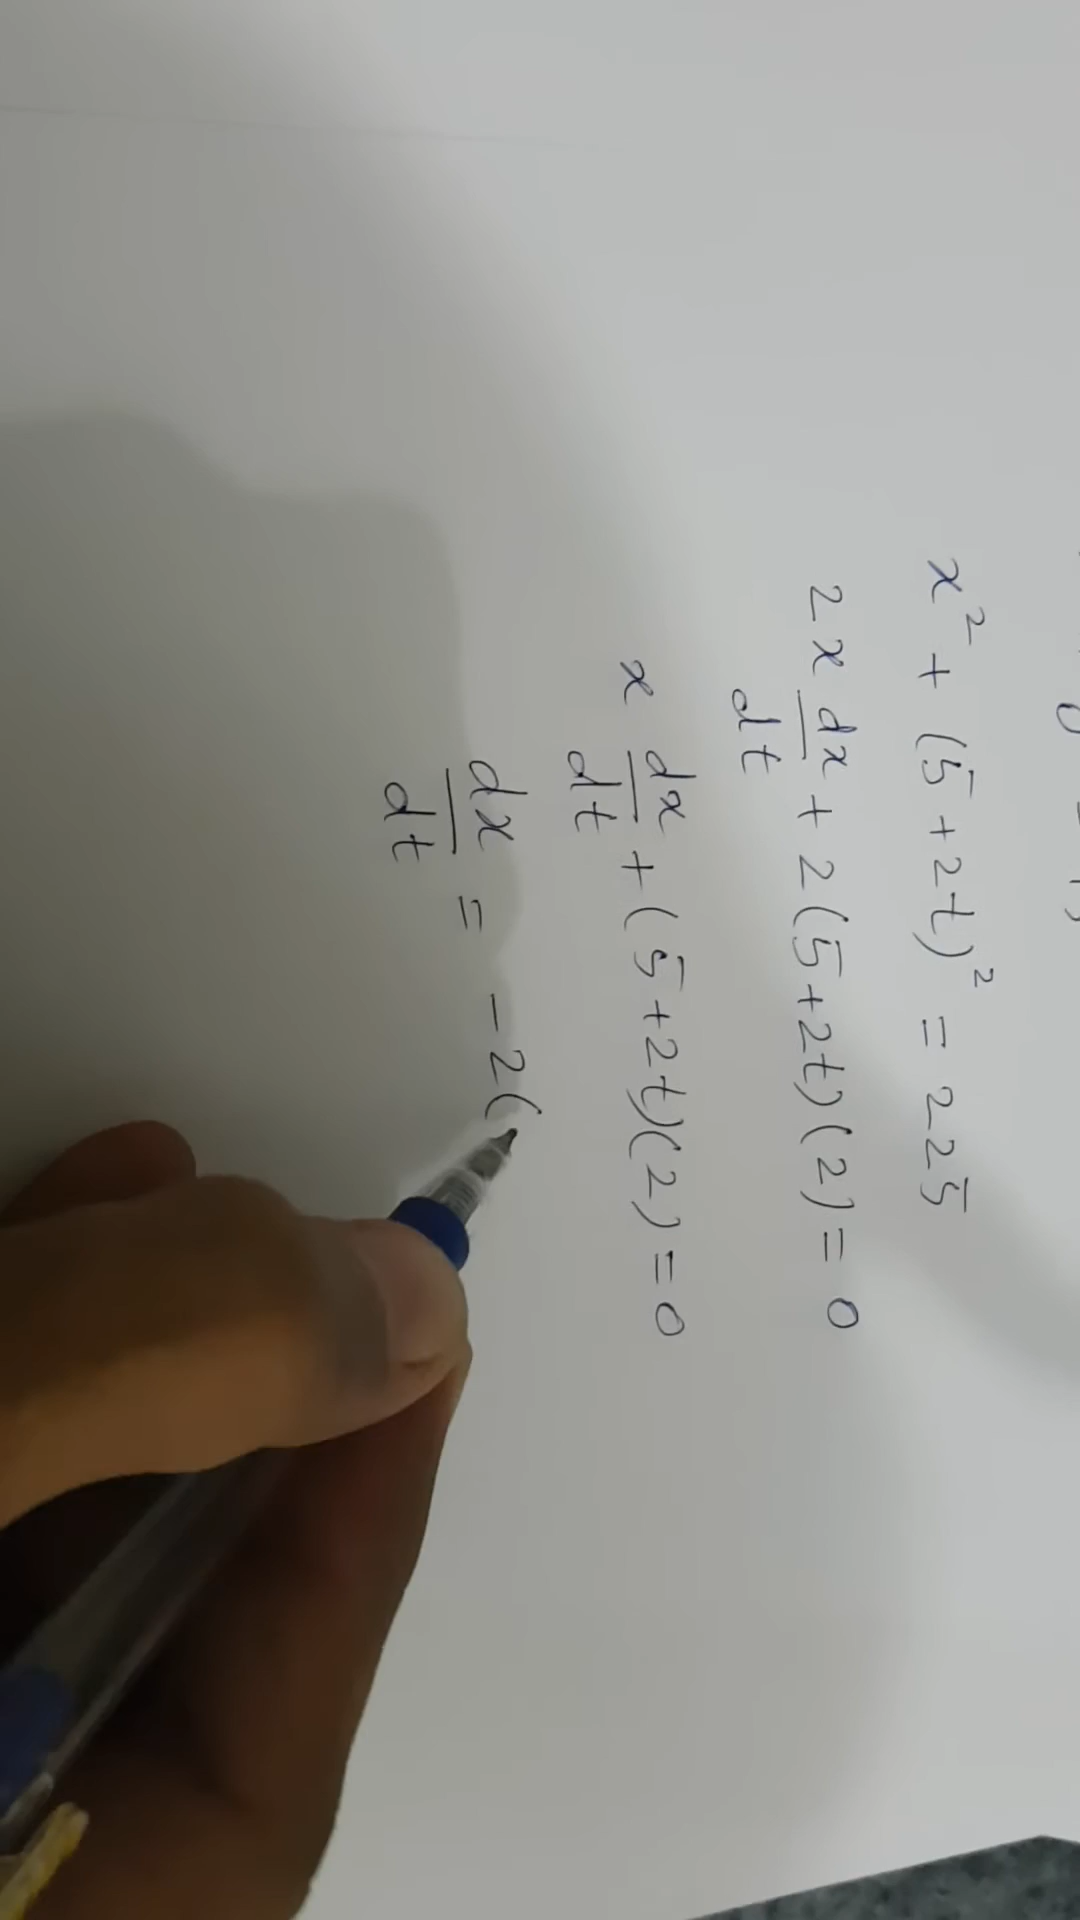 x² + (5+2t)² = 225
2x dx/dt + 2(5+2t)(2) = 0
x dx/dt + (5+2t)(2) = 0
dx/dt = -2(